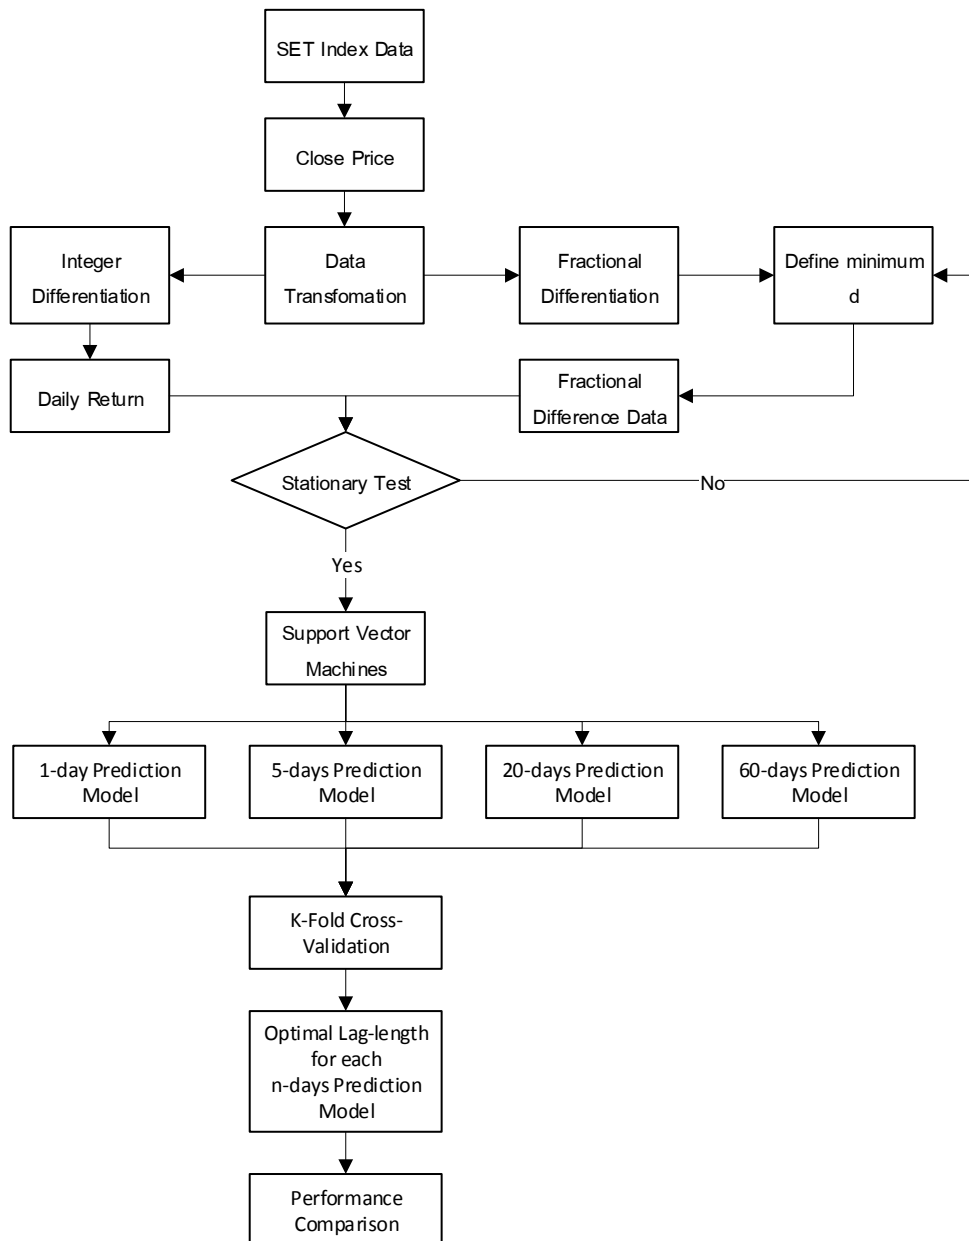 SET Index Data
Close Price
Integer
Differentiation
Data
Transfomation
Fractional
Differentiation
Define minimum
d
Daily Return
Fractional
Difference Data
Stationary Test
No
Yes
Support Vector
Machines
1-day Prediction
Model
5-days Prediction
Model
20-days Prediction
Model
60-days Prediction
Model
K-Fold Cross-
Validation
Optimal Lag-length
for each
n-days Prediction
Model
Performance
Comparison